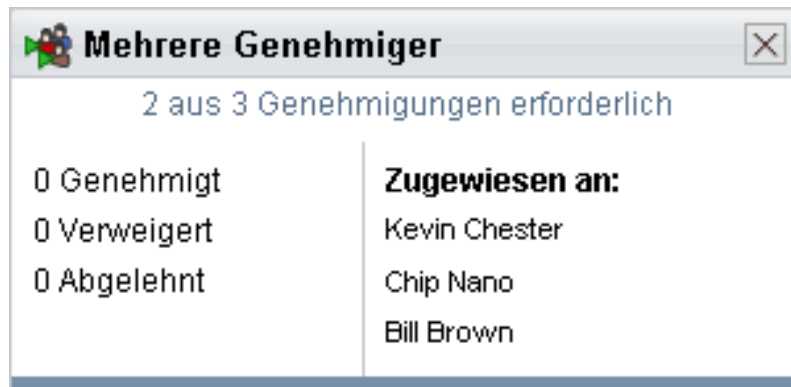 Mehrere Genehmiger
2 aus 3 Genehmigungen erforderlich
0 Genehmigt
0 Verweigert
0 Abgelehnt
Zugewiesen an:
Kevin Chester
Chip Nano
Bill Brown